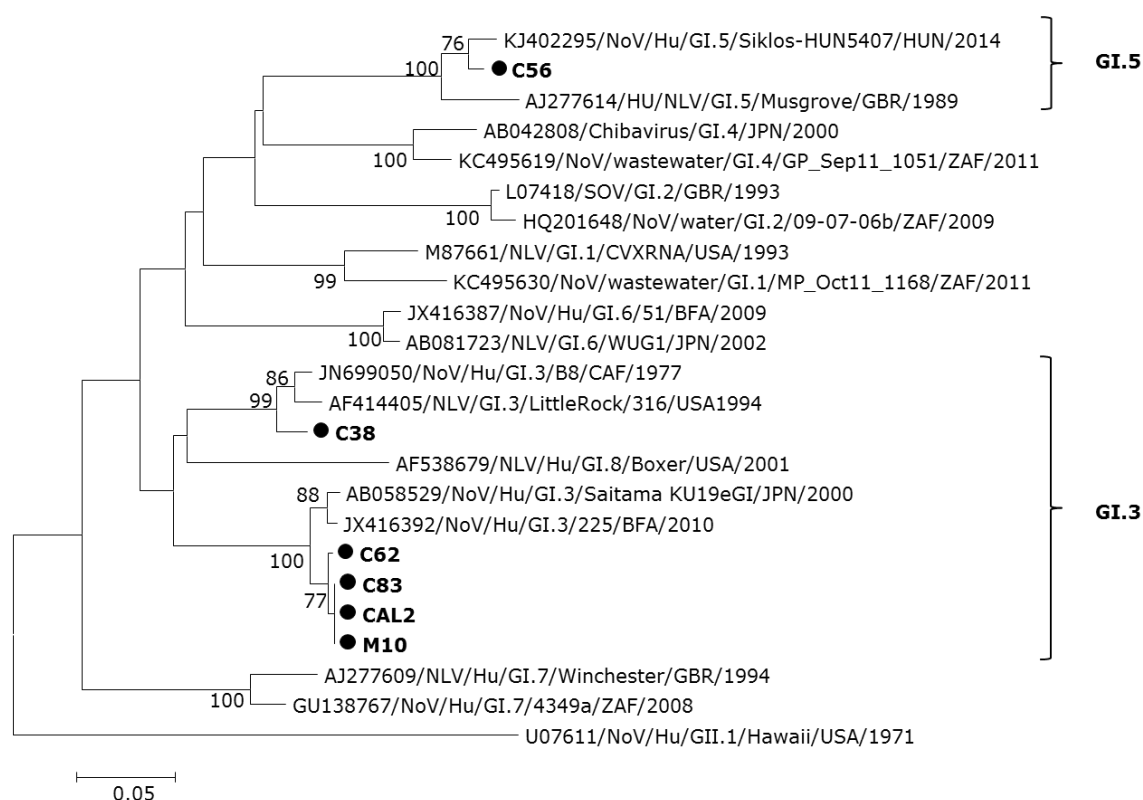 KJ402295/NoV/Hu/GI.5/Siklos-HUN5407/HUN/2014
76
C56
100
GI.5
AJ277614/HU/NLV/GI.5/Musgrove/GBR/1989
AB042808/Chibavirus/GI.4/JPN/2000
100
KC495619/NoV/wastewater/GI.4/GP_Sep11_1051/ZAF/2011
L07418/SOV/GI.2/GBR/1993
100
HQ201648/NoV/water/GI.2/09-07-06b/ZAF/2009
M87661/NLV/GI.1/CVXRNA/USA/1993
99
KC495630/NoV/wastewater/GI.1/MP_Oct11_1168/ZAF/2011
JX416387/NoV/Hu/GI.6/51/BFA/2009
100
AB081723/NLV/GI.6/WUG1/JPN/2002
JN699050/NoV/Hu/GI.3/B8/CAF/1977
86
99
AF414405/NLV/GI.3/LittleRock/316/USA1994
C38
AF538679/NLV/Hu/GI.8/Boxer/USA/2001
88
AB058529/NoV/Hu/GI.3/Saitama KU19eGI/JPN/2000
JX416392/NoV/Hu/GI.3/225/BFA/2010
GI.3
100
C62
C83
77
CAL2
M10
AJ277609/NLV/Hu/GI.7/Winchester/GBR/1994
100
GU138767/NoV/Hu/GI.7/4349a/ZAF/2008
U07611/NoV/Hu/GII.1/Hawaii/USA/1971
0.05